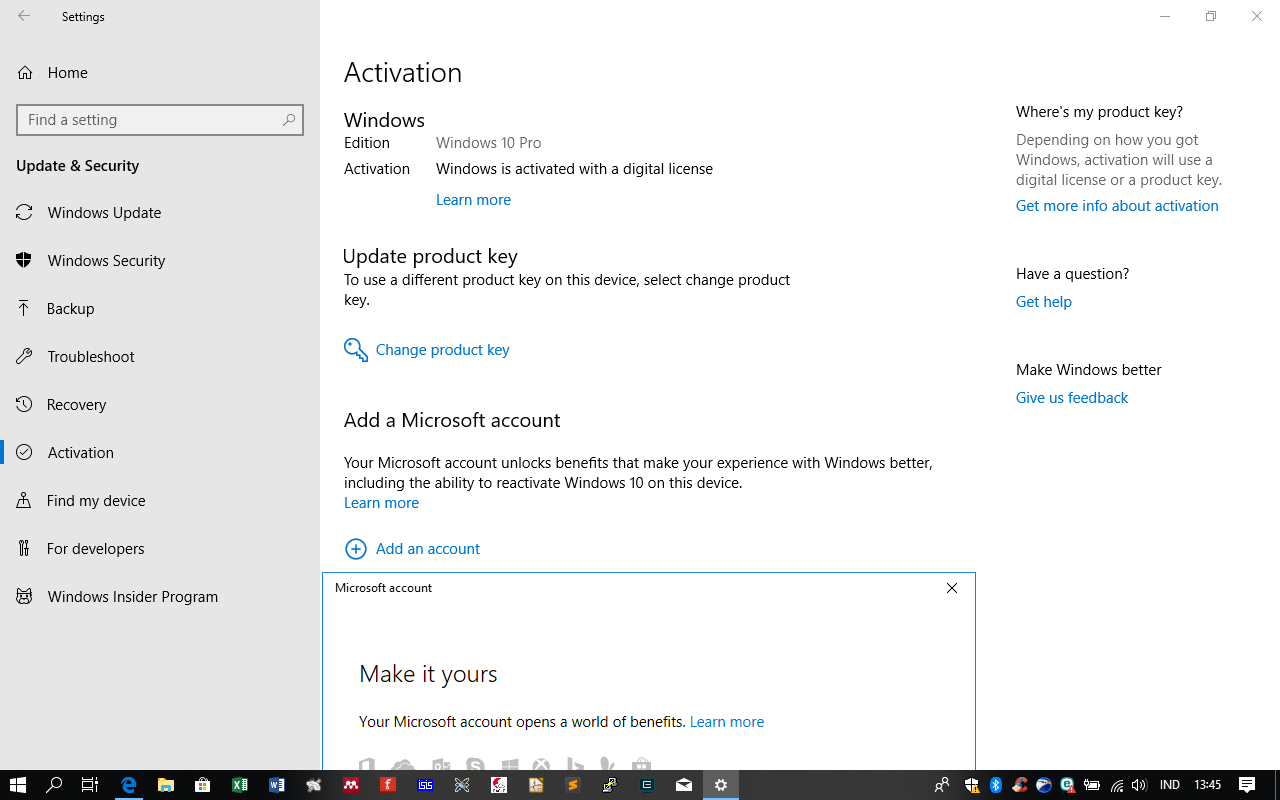 Settings
Home
Find a setting
Update & Security
Windows Update
Windows Security
Backup
Troubleshoot
Recovery
Activation
Find my device
For developers
Windows Insider Program
Activation
Windows
Edition Windows 10 Pro
Activation Windows is activated with a digital license
Learn more
Update product key
To use a different product key on this device, select change product
key.
Change product key
Add a Microsoft account
Your Microsoft account unlocks benefits that make your experience with Windows better,
including the ability to reactivate Windows 10 on this device.
Learn more
Add an account
Microsoft account
Make it yours
Your Microsoft account opens a world of benefits. Learn more
Where's my product key?
Depending on how you got
Windows, activation will use a
digital license or a product key.
Get more info about activation
Have a question?
Get help
Make Windows better
Give us feedback
IND 13:45